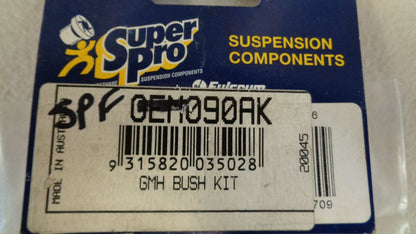 Super
Pro
SUSPENSION COMPONENTS
SUSPENSION
COMPONENTS
Fulcrum
SPF OEM090AK
MADE IN AUST
9 315820 035028
GMH BUSH KIT
20045
6
709